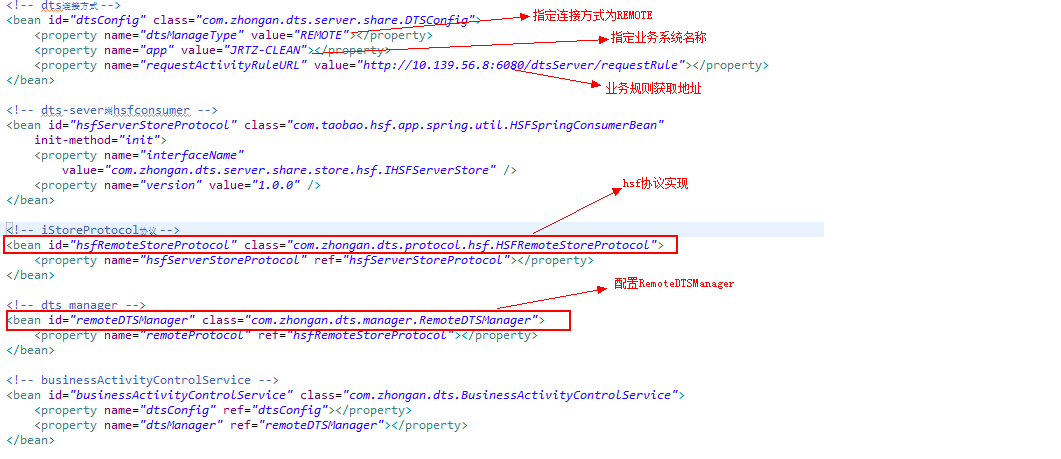 <!-- dts连接方式 -->
<bean id="dtsConfig" class="com.zhongan.dts.server.share.DTSConfig">
指定连接方式为REMOTE
<property name="dtsManageType" value="REMOTE"></property>
指定业务系统名称
<property name="app" value="JRTZ-CLEAN"></property>
<property name="requestActivityRuleURL" value="http://10.139.56.8:6080/dtsServer/requestRule"></property>
</bean>
业务规则获取地址
<!-- dts-sever端hsfconsumer -->
<bean id="hsfServerStoreProtocol" class="com.taobao.hsf.app.spring.util.HSFSpringConsumerBean"
init-method="init">
<property name="interfaceName"
value="com.zhongan.dts.server.share.store.hsf.IHSFServerStore" />
<property name="version" value="1.0.0" />
hsf协议实现
</bean>
<!-- iStoreProtocol协议 -->
<bean id="hsfRemoteStoreProtocol" class="com.zhongan.dts.protocol.hsf.HSFRemoteStoreProtocol">
<property name="hsfServerStoreProtocol" ref="hsfServerStoreProtocol"></property>
</bean>
配置RemoteDTSManager
<!-- dts manager -->
<bean id="remoteDTSManager" class="com.zhongan.dts.manager.RemoteDTSManager">
<property name="remoteProtocol" ref="hsfRemoteStoreProtocol"></property>
</bean>
<!-- businessActivityControlService -->
<bean id="businessActivityControlService" class="com.zhongan.dts.BusinessActivityControlService">
<property name="dtsConfig" ref="dtsConfig"></property>
<property name="dtsManager" ref="remoteDTSManager"></property>
</bean>